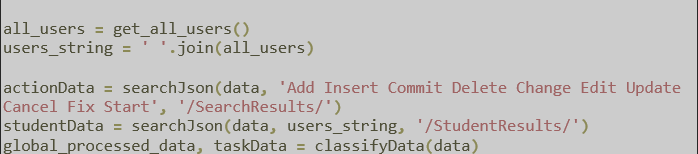 all_users = get_all_users()
users_string = ' '.join(all_users)
actionData = searchJson(data, 'Add Insert Commit Delete Change Edit Update
Cancel Fix Start', '/SearchResults/')
studentData = searchJson(data, users_string, '/StudentResults/')
global_processed_data, taskData = classifyData(data)